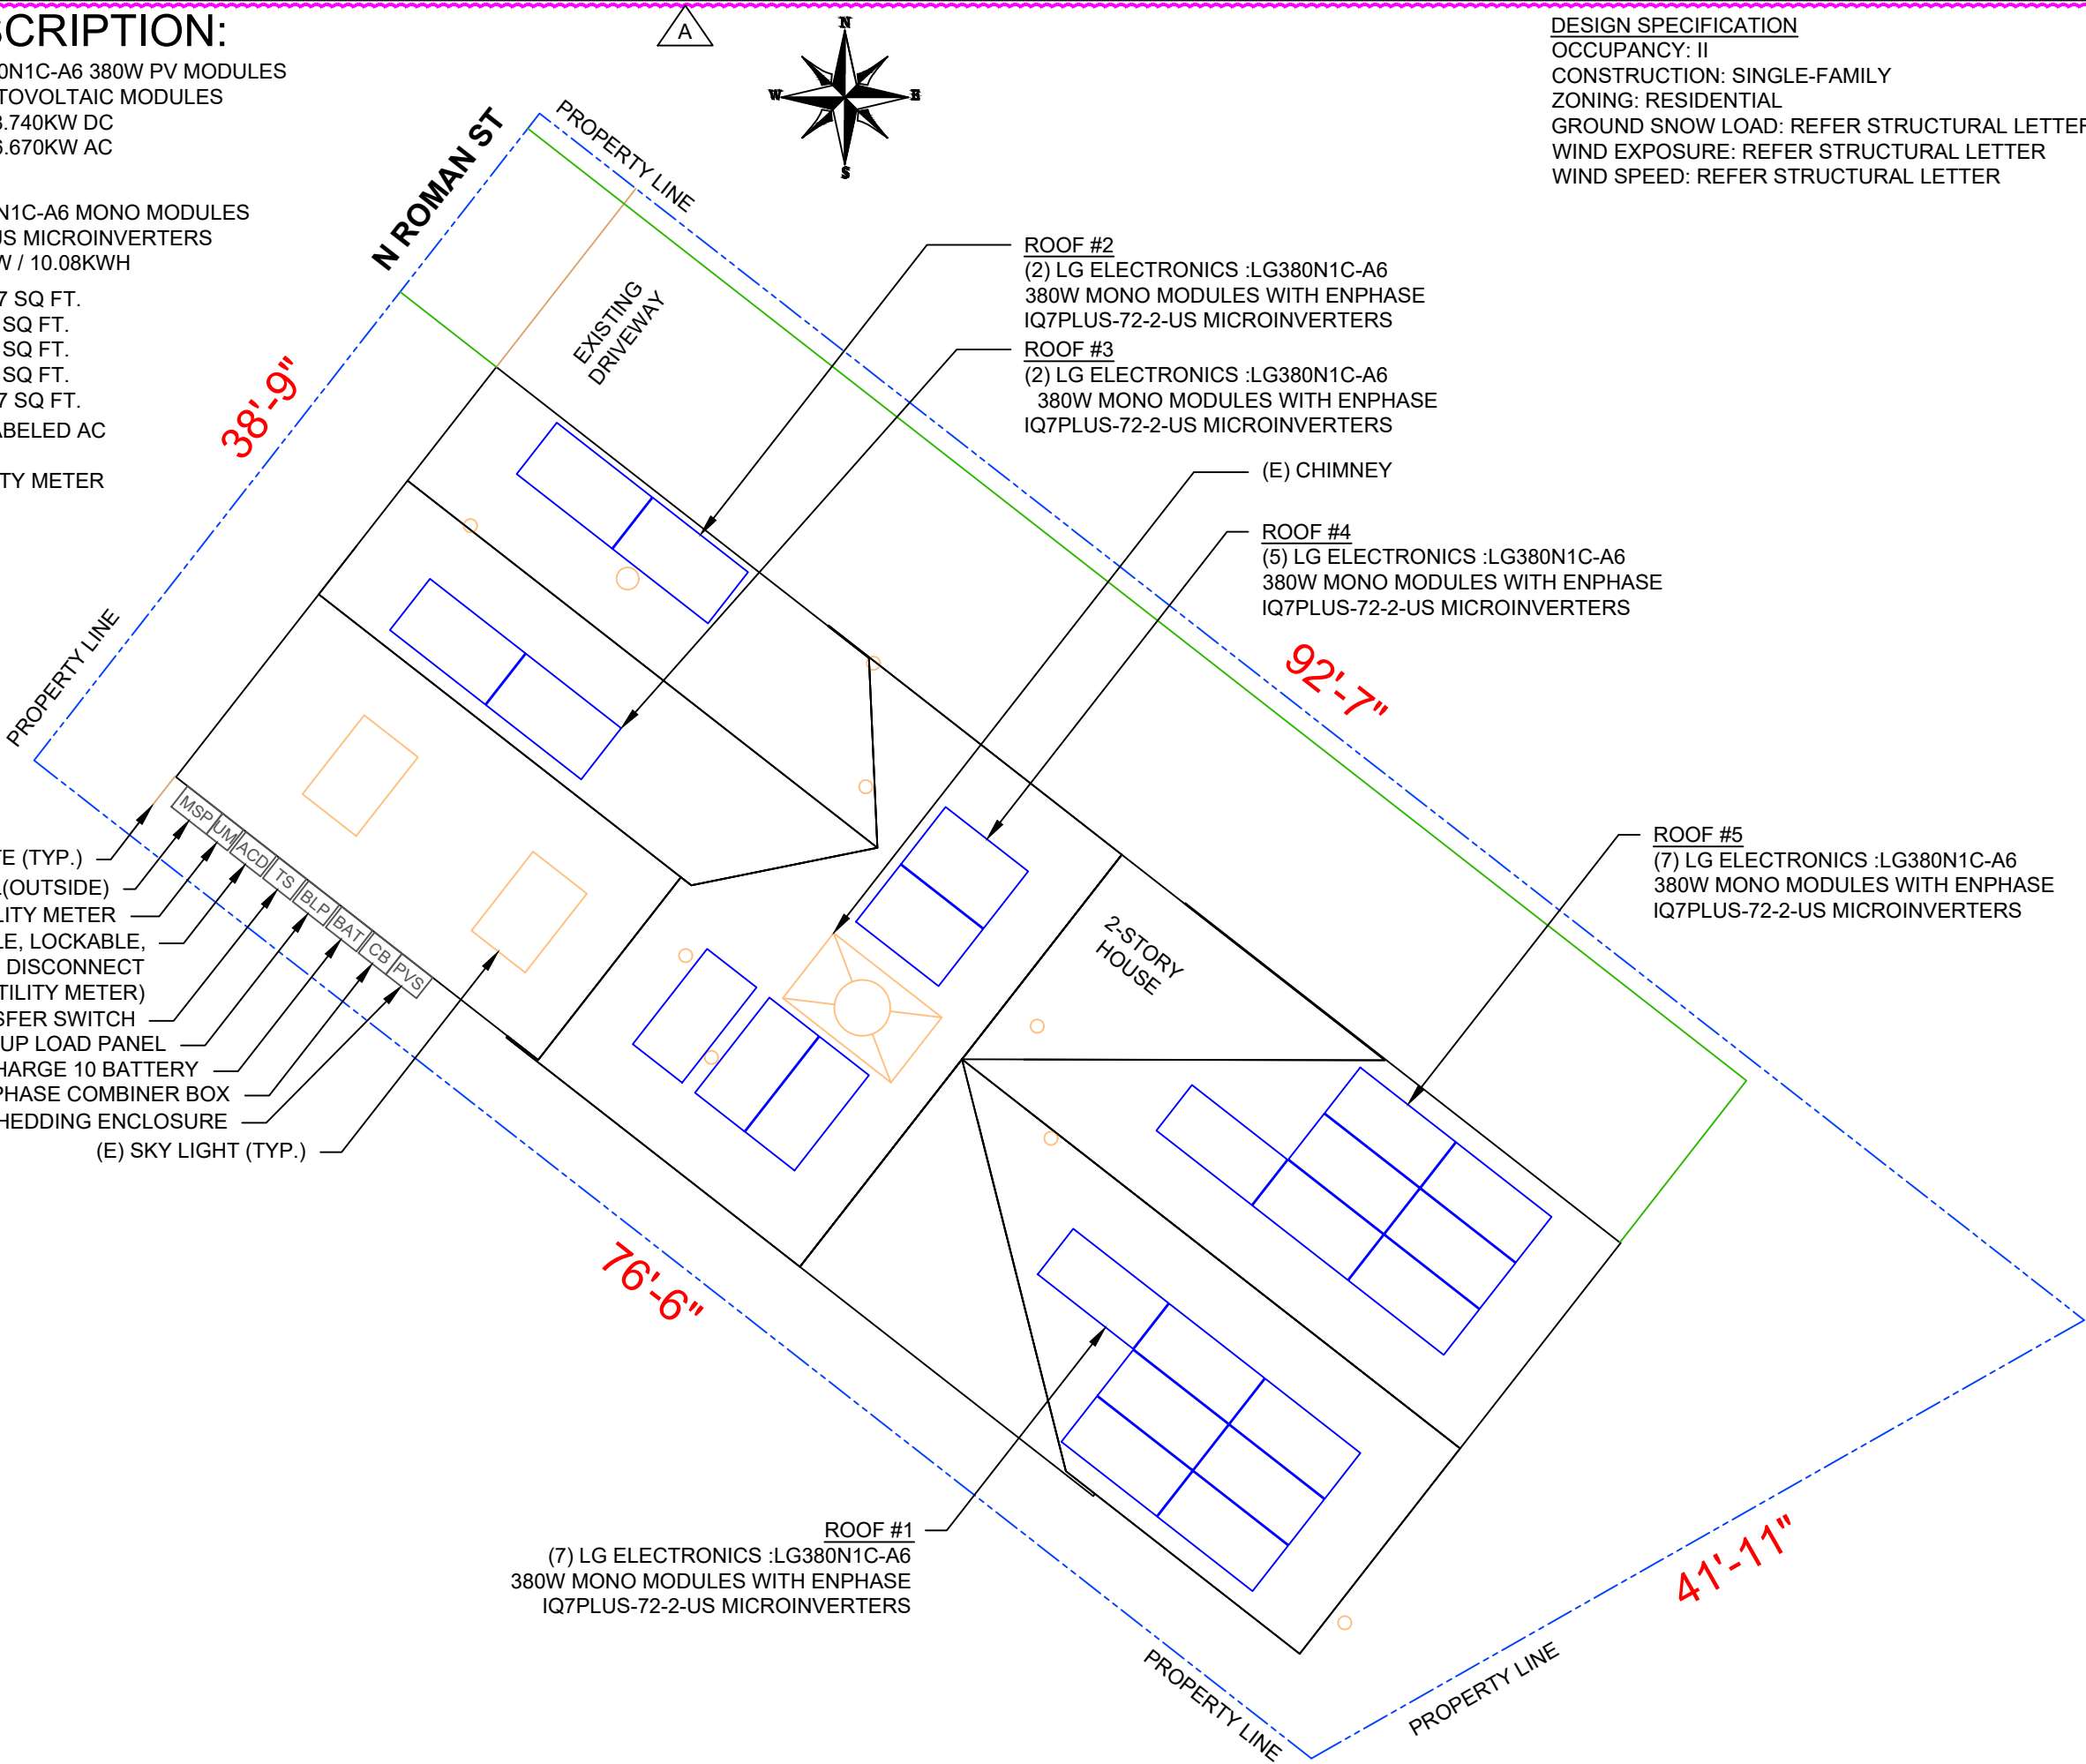 SCRIPTION:
0N1C-A6 380W PV MODULES
TOVOLTAIC MODULES
8.740KW DC
6.670KW AC
N1C-A6 MONO MODULES
US MICROINVERTERS
W / 10.08KWH
7 SQ FT.
SQ FT.
SQ FT.
SQ FT.
7 SQ FT.
ABELED AC
TY METER
A
N
W
E
S
DESIGN SPECIFICATION
OCCUPANCY: II
CONSTRUCTION: SINGLE-FAMILY
ZONING: RESIDENTIAL
GROUND SNOW LOAD: REFER STRUCTURAL LETTER
WIND EXPOSURE: REFER STRUCTURAL LETTER
WIND SPEED: REFER STRUCTURAL LETTER
N ROMAN ST
PROPERTY LINE
EXISTING
DRIVEWAY
38'-9"
PROPERTY LINE
ROOF #2
(2) LG ELECTRONICS :LG380N1C-A6
380W MONO MODULES WITH ENPHASE
IQ7PLUS-72-2-US MICROINVERTERS
ROOF #3
(2) LG ELECTRONICS :LG380N1C-A6
380W MONO MODULES WITH ENPHASE
IQ7PLUS-72-2-US MICROINVERTERS
(E) CHIMNEY
ROOF #4
(5) LG ELECTRONICS :LG380N1C-A6
380W MONO MODULES WITH ENPHASE
IQ7PLUS-72-2-US MICROINVERTERS
92'-7"
ROOF #5
(7) LG ELECTRONICS :LG380N1C-A6
380W MONO MODULES WITH ENPHASE
IQ7PLUS-72-2-US MICROINVERTERS
2-STORY
HOUSE
MSP
UM
ACD
TS
BLP
BAT
CB
PVS
TE (TYP.)
L(OUTSIDE)
LITY METER
LE, LOCKABLE,
DISCONNECT
TILITY METER)
SFER SWITCH
UP LOAD PANEL
HARGE 10 BATTERY
PHASE COMBINER BOX
HEDDING ENCLOSURE
(E) SKY LIGHT (TYP.)
76'-6"
ROOF #1
(7) LG ELECTRONICS :LG380N1C-A6
380W MONO MODULES WITH ENPHASE
IQ7PLUS-72-2-US MICROINVERTERS
41'-11"
PROPERTY LINE
PROPERTY LINE